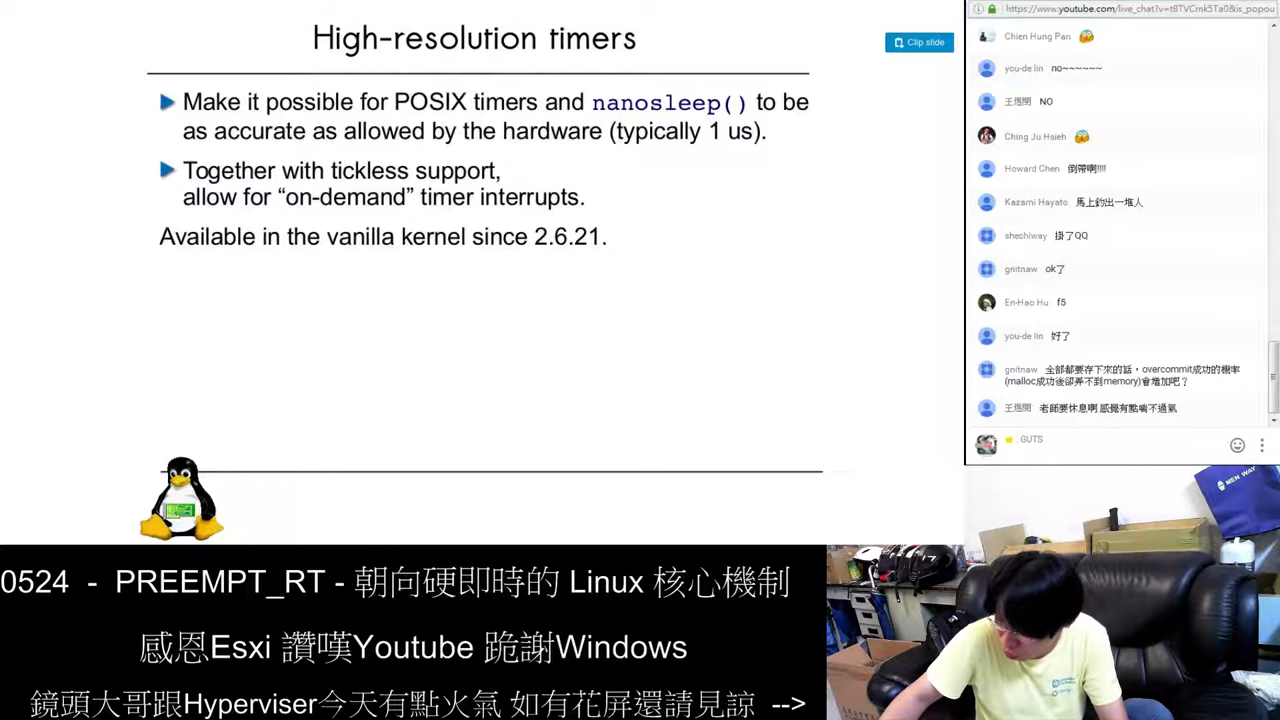 High-resolution timers
Clip slide
Make it possible for POSIX timers and nanosleep() to be
as accurate as allowed by the hardware (typically 1 us).
Together with tickless support,
allow for “on-demand” timer interrupts.
Available in the vanilla kernel since 2.6.21.
https://www.youtube.com/live_chat?v=t8TVCmk5Ta0&is_popou
Chien Hung Pan
you-de lin no~~~~~~
王煜閔 NO
Ching Ju Hsieh
Howard Chen 倒帶啊!!!!
Kazami Hayato 馬上釣出一堆人
shechiway 掛了QQ
gnitnaw ok了
En-Hao Hu f5
you-de lin 好了
gnitnaw 全部都要存下來的話，overcommit成功的機率
(malloc成功後卻弄不到memory)會增加吧？
老師要休息啊 感覺有點喘不過氣
. GUTS
MEN WAY
0524 - PREEMPT_RT - 朝向硬即時的 Linux 核心機制
感恩Esxi 讚嘆Youtube 跪謝Windows
鏡頭大哥跟Hyperviser今天有點火氣 如有花屏還請見諒 -->